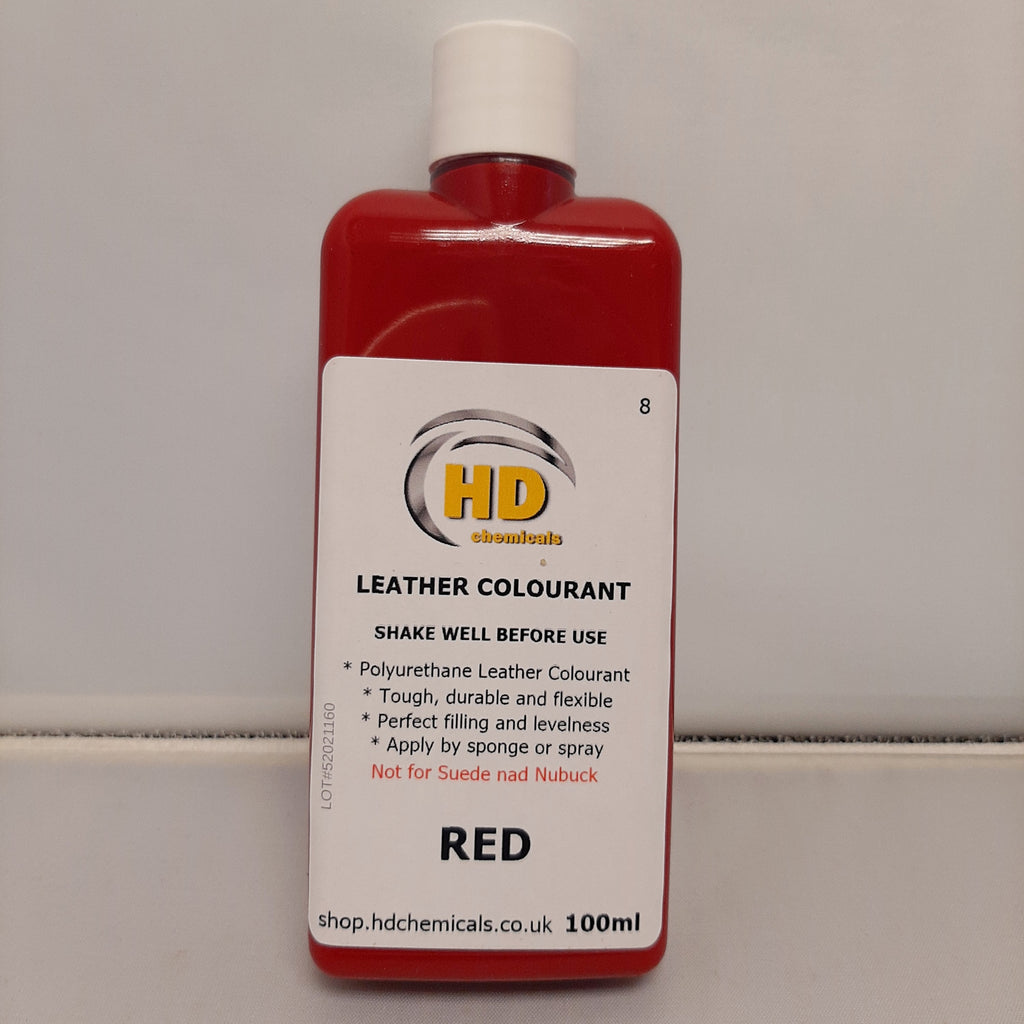 8
HD
chemicals
LEATHER COLOURANT
SHAKE WELL BEFORE USE
* Polyurethane Leather Colourant
* Tough, durable and flexible
* Perfect filling and levelness
* Apply by sponge or spray
Not for Suede nad Nubuck
LOT#52021160
RED
shop.hdchemicals.co.uk 100ml